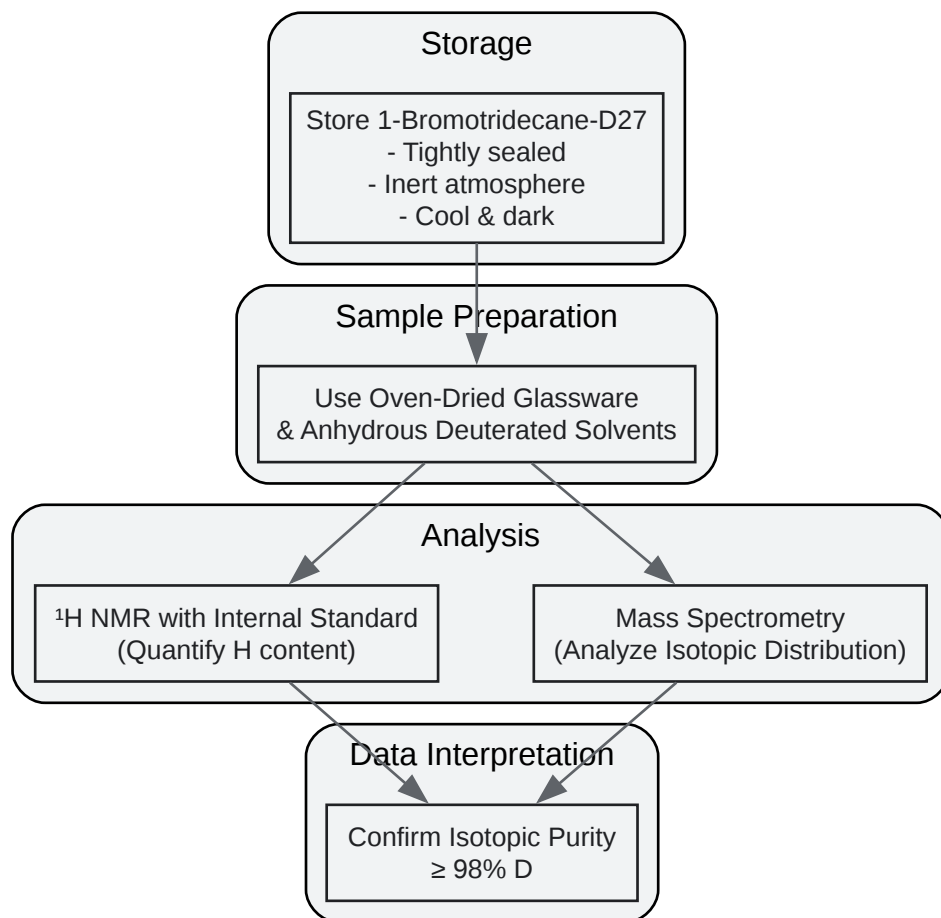 Storage
Store 1-Bromotridecane-D27
- Tightly sealed
- Inert atmosphere
- Cool & dark
Sample Preparation
Use Oven-Dried Glassware
& Anhydrous Deuterated Solvents
Analysis
¹H NMR with Internal Standard
(Quantify H content)
Mass Spectrometry
(Analyze Isotopic Distribution)
Data Interpretation
Confirm Isotopic Purity
≥ 98% D